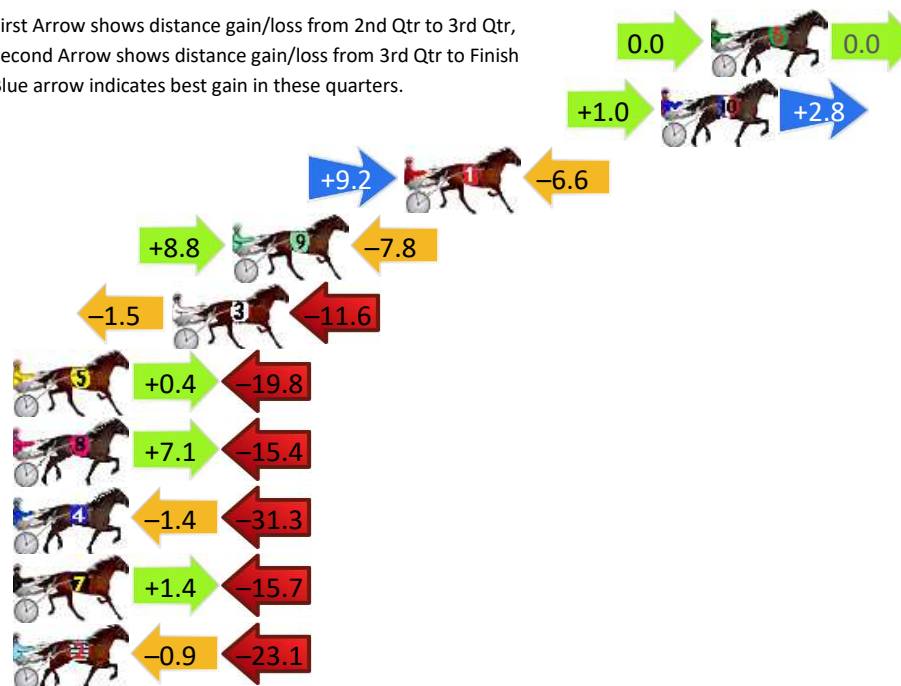 irst Arrow shows distance gain/loss from 2nd Qtr to 3rd Qtr,
econd Arrow shows distance gain/loss from 3rd Qtr to Finish
lue arrow indicates best gain in these quarters.
0.0 6 0.0
+1.0 10 +2.8
+9.2 1 –6.6
+8.8 9 –7.8
–1.5 3 –11.6
5 +0.4 –19.8
8 +7.1 –15.4
4 –1.4 –31.3
7 +1.4 –15.7
2 –0.9 –23.1